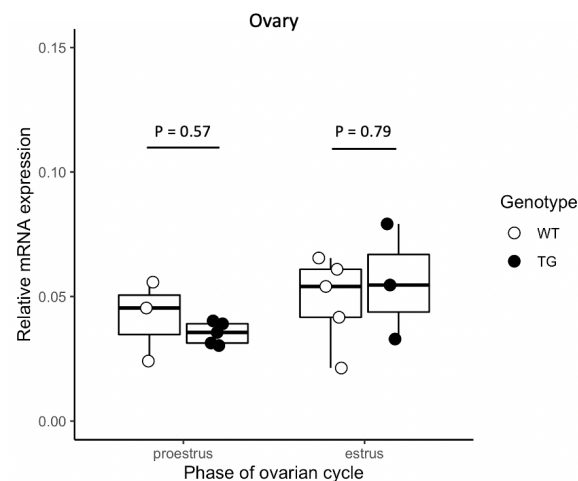 Ovary
0.15
0.10
0.05
0.00
Relative mRNA expression
P = 0.57
P = 0.79
proestrus
estrus
Phase of ovarian cycle
Genotype
WT
TG